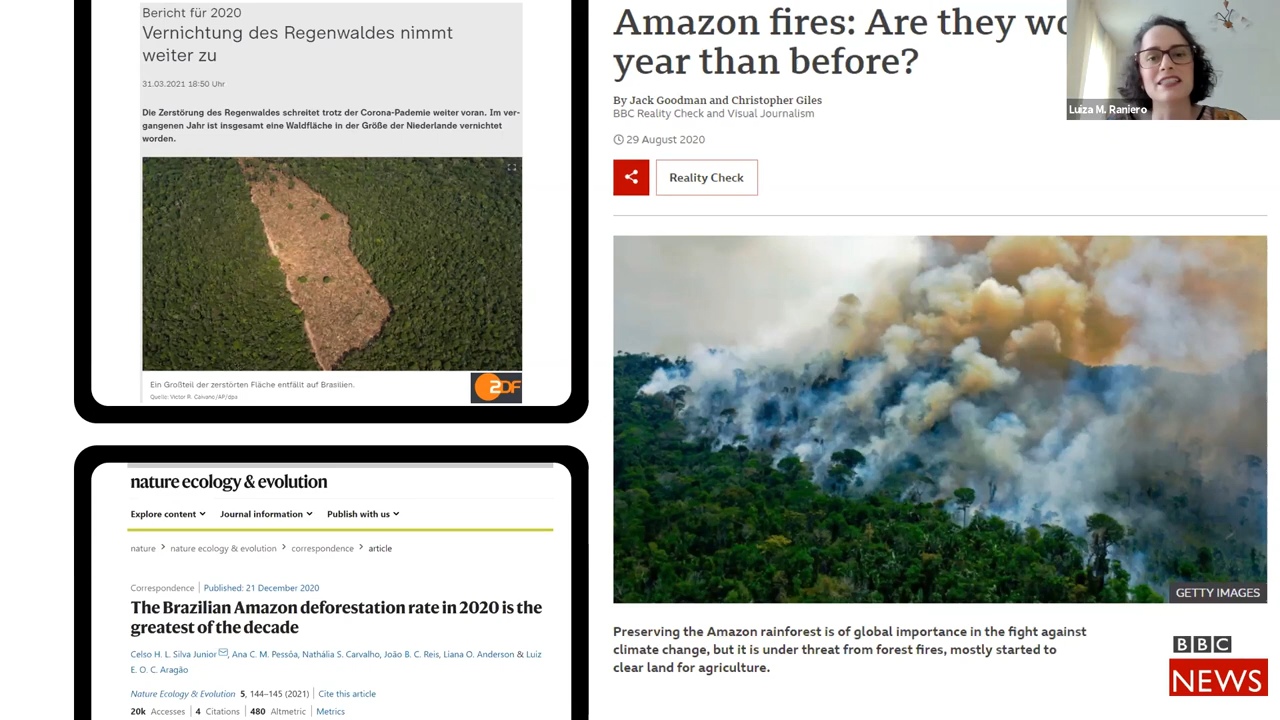 Bericht für 2020
Vernichtung des Regenwaldes nimmt
weiter zu
31.03.2021 18:50 Uhr
Die Zerstörung des Regenwaldes schreitet trotz der Corona-Pademie weiter voran. Im ver-
gangenen Jahr ist insgesamt eine Waldfläche in der Größe der Niederlande vernichtet
worden.
Ein Großteil der zerstörten Fläche entfällt auf Brasilien.
Quelle: Victor R. Caivano/AP/dpa
2DF
nature ecology & evolution
Explore content Journal information Publish with us
nature > nature ecology & evolution > correspondence > article
Correspondence | Published: 21 December 2020
The Brazilian Amazon deforestation rate in 2020 is the
greatest of the decade
Celso H. L. Silva Junior, Ana C. M. Pessôa, Nathália S. Carvalho, João B. C. Reis, Liana O. Anderson & Luiz
E. O. C. Aragão
Nature Ecology & Evolution 5, 144–145 (2021) | Cite this article
20k Accesses | 4 Citations | 480 Altmetric | Metrics
Amazon fires: Are they wo
year than before?
By Jack Goodman and Christopher Giles
BBC Reality Check and Visual Journalism
29 August 2020
Reality Check
GETTY IMAGES
Preserving the Amazon rainforest is of global importance in the fight against
climate change, but it is under threat from forest fires, mostly started to
clear land for agriculture.
BBC
NEWS
Luiza M. Raniero